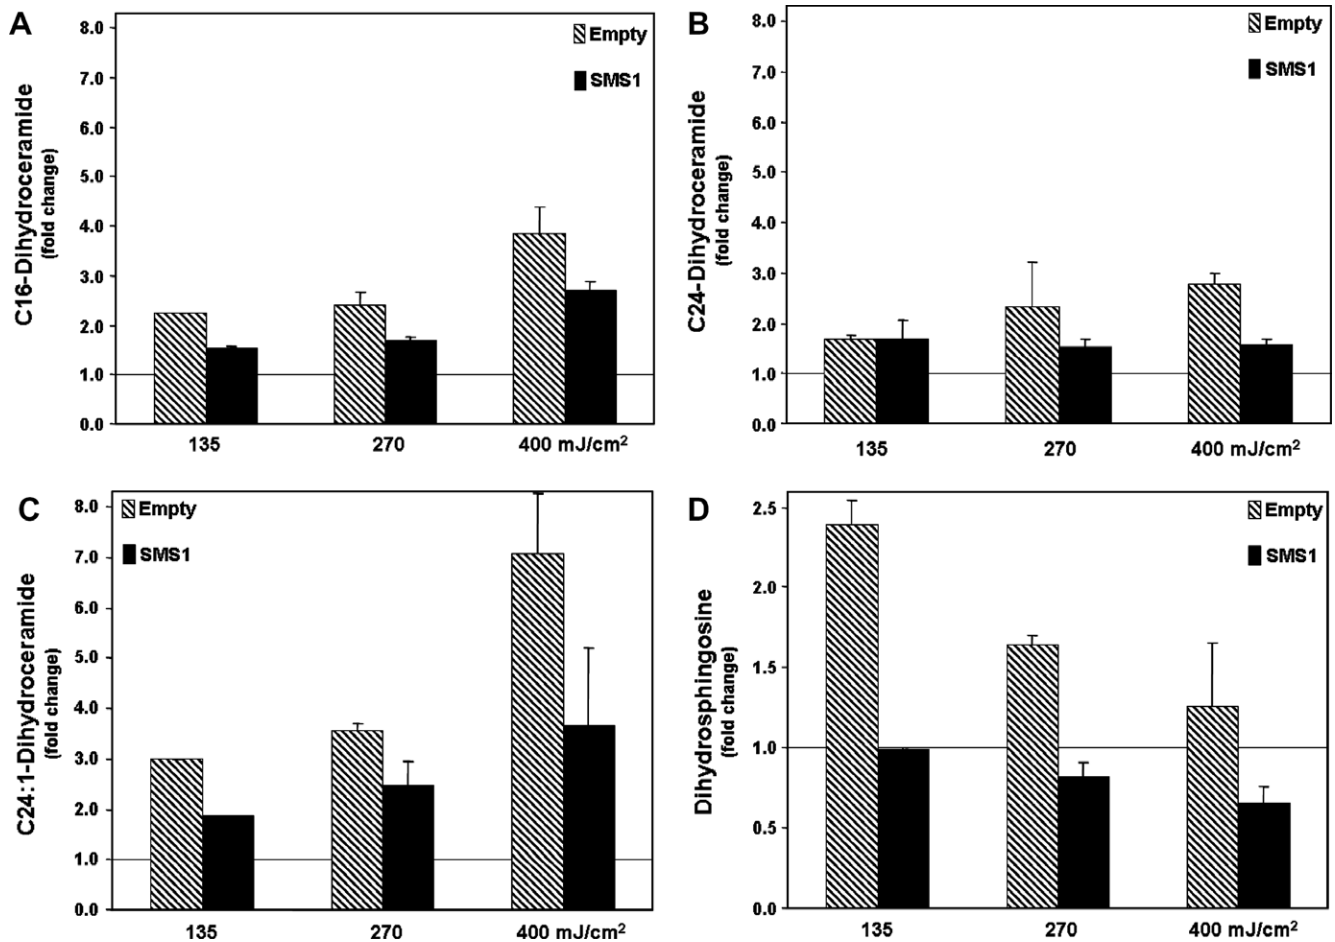 A
C16-Dihydroceramide
(fold change)
8.0
7.0
6.0
5.0
4.0
3.0
2.0
1.0
0.0
Empty
SMS1
135 270 400 mJ/cm²
B
C24-Dihydroceramide
(fold change)
8.0
7.0
6.0
5.0
4.0
3.0
2.0
1.0
0.0
Empty
SMS1
135 270 400 mJ/cm²
C
C24:1-Dihydroceramide
(fold change)
8.0
7.0
6.0
5.0
4.0
3.0
2.0
1.0
0.0
Empty
SMS1
135 270 400 mJ/cm²
D
Dihydrosphingosine
(fold change)
2.5
2.0
1.5
1.0
0.5
0.0
Empty
SMS1
135 270 400 mJ/cm²